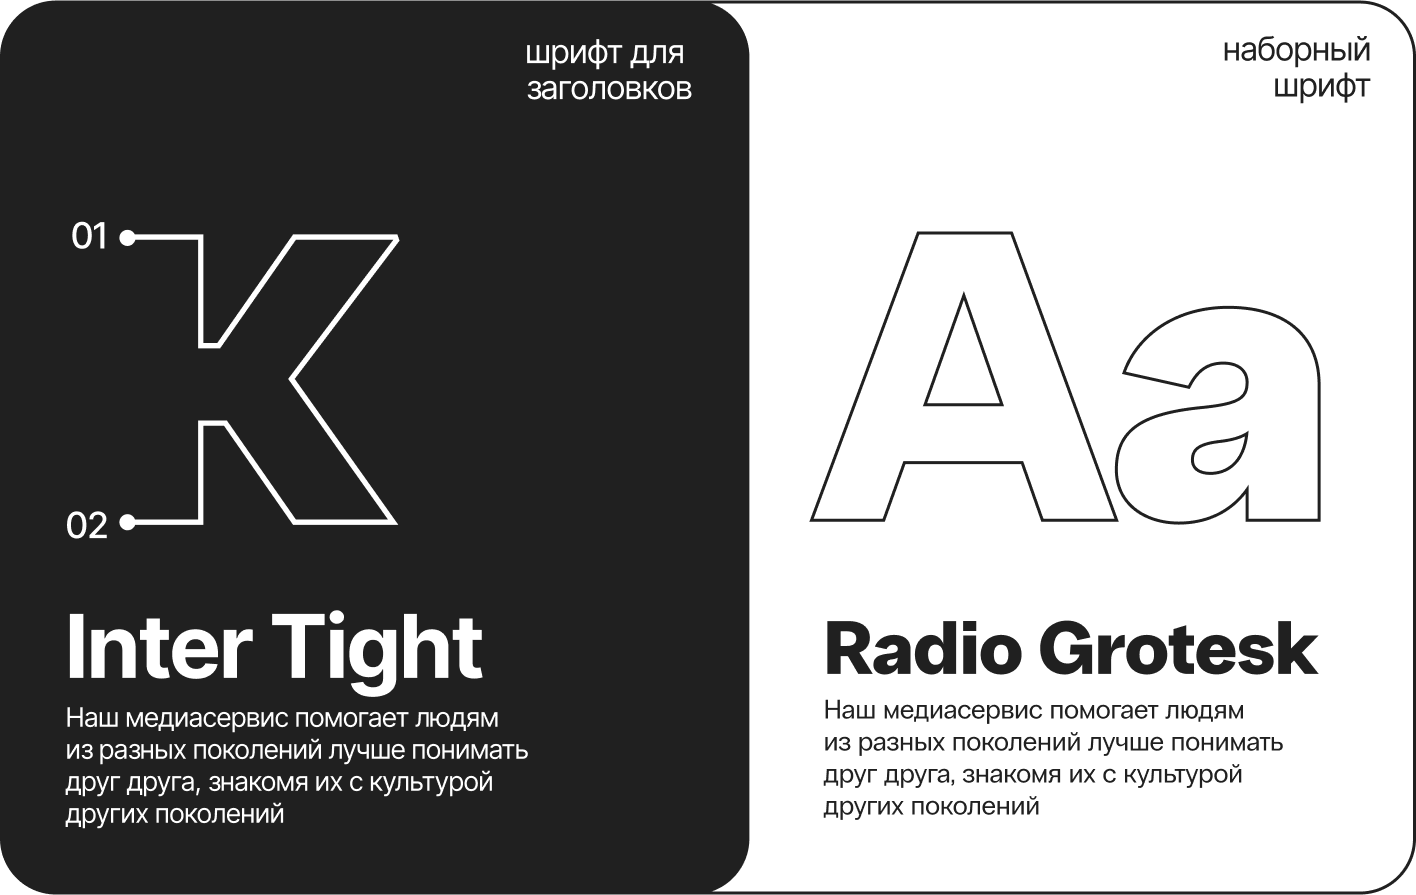 шрифт для
заголовков
01
К
02
Inter Tight
Наш медиасервис помогает людям
из разных поколений лучше понимать
друг друга, знакомя их с культурой
других поколений
наборный
шрифт
Aa
Radio Grotesk
Наш медиасервис помогает людям
из разных поколений лучше понимать
друг друга, знакомя их с культурой
других поколений